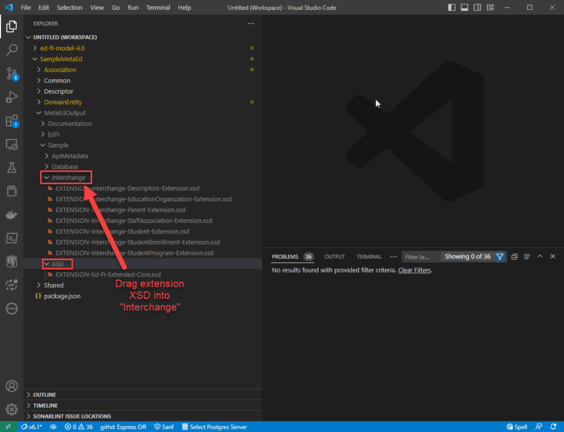 File Edit Selection View Go Run Terminal Help
Untitled (Workspace) - Visual Studio Code
EXPLORER
UNTITLED (WORKSPACE)
ed-fi-model-4.0
SampleMetaEd
Association
Common
Descriptor
DomainEntity
MetaEdOutput
Documentation
EdFi
Sample
ApiMetadata
Database
Interchange
EXTENSION-Interchange-Descriptors-Extension.xsd
EXTENSION-Interchange-EducationOrganization-Extension.xsd
EXTENSION-Interchange-Parent-Extension.xsd
EXTENSION-Interchange-StaffAssociation-Extension.xsd
EXTENSION-Interchange-Student-Extension.xsd
EXTENSION-Interchange-StudentEnrollment-Extension.xsd
EXTENSION-Interchange-StudentProgram-Extension.xsd
XSD
EXTENSION-Ed-Fi-Extended-Core.xsd
Shared
package.json
Drag extension
XSD into
"Interchange"
PROBLEMS 36 OUTPUT TERMINAL ··· Filter (e... Showing 0 of 36
No results found with provided filter criteria. Clear Filters.
OUTLINE
TIMELINE
SONARLINT ISSUE LOCATIONS
6
1
v6.1* 0 36 githd: Express Off Sarif Select Postgres Server Spell